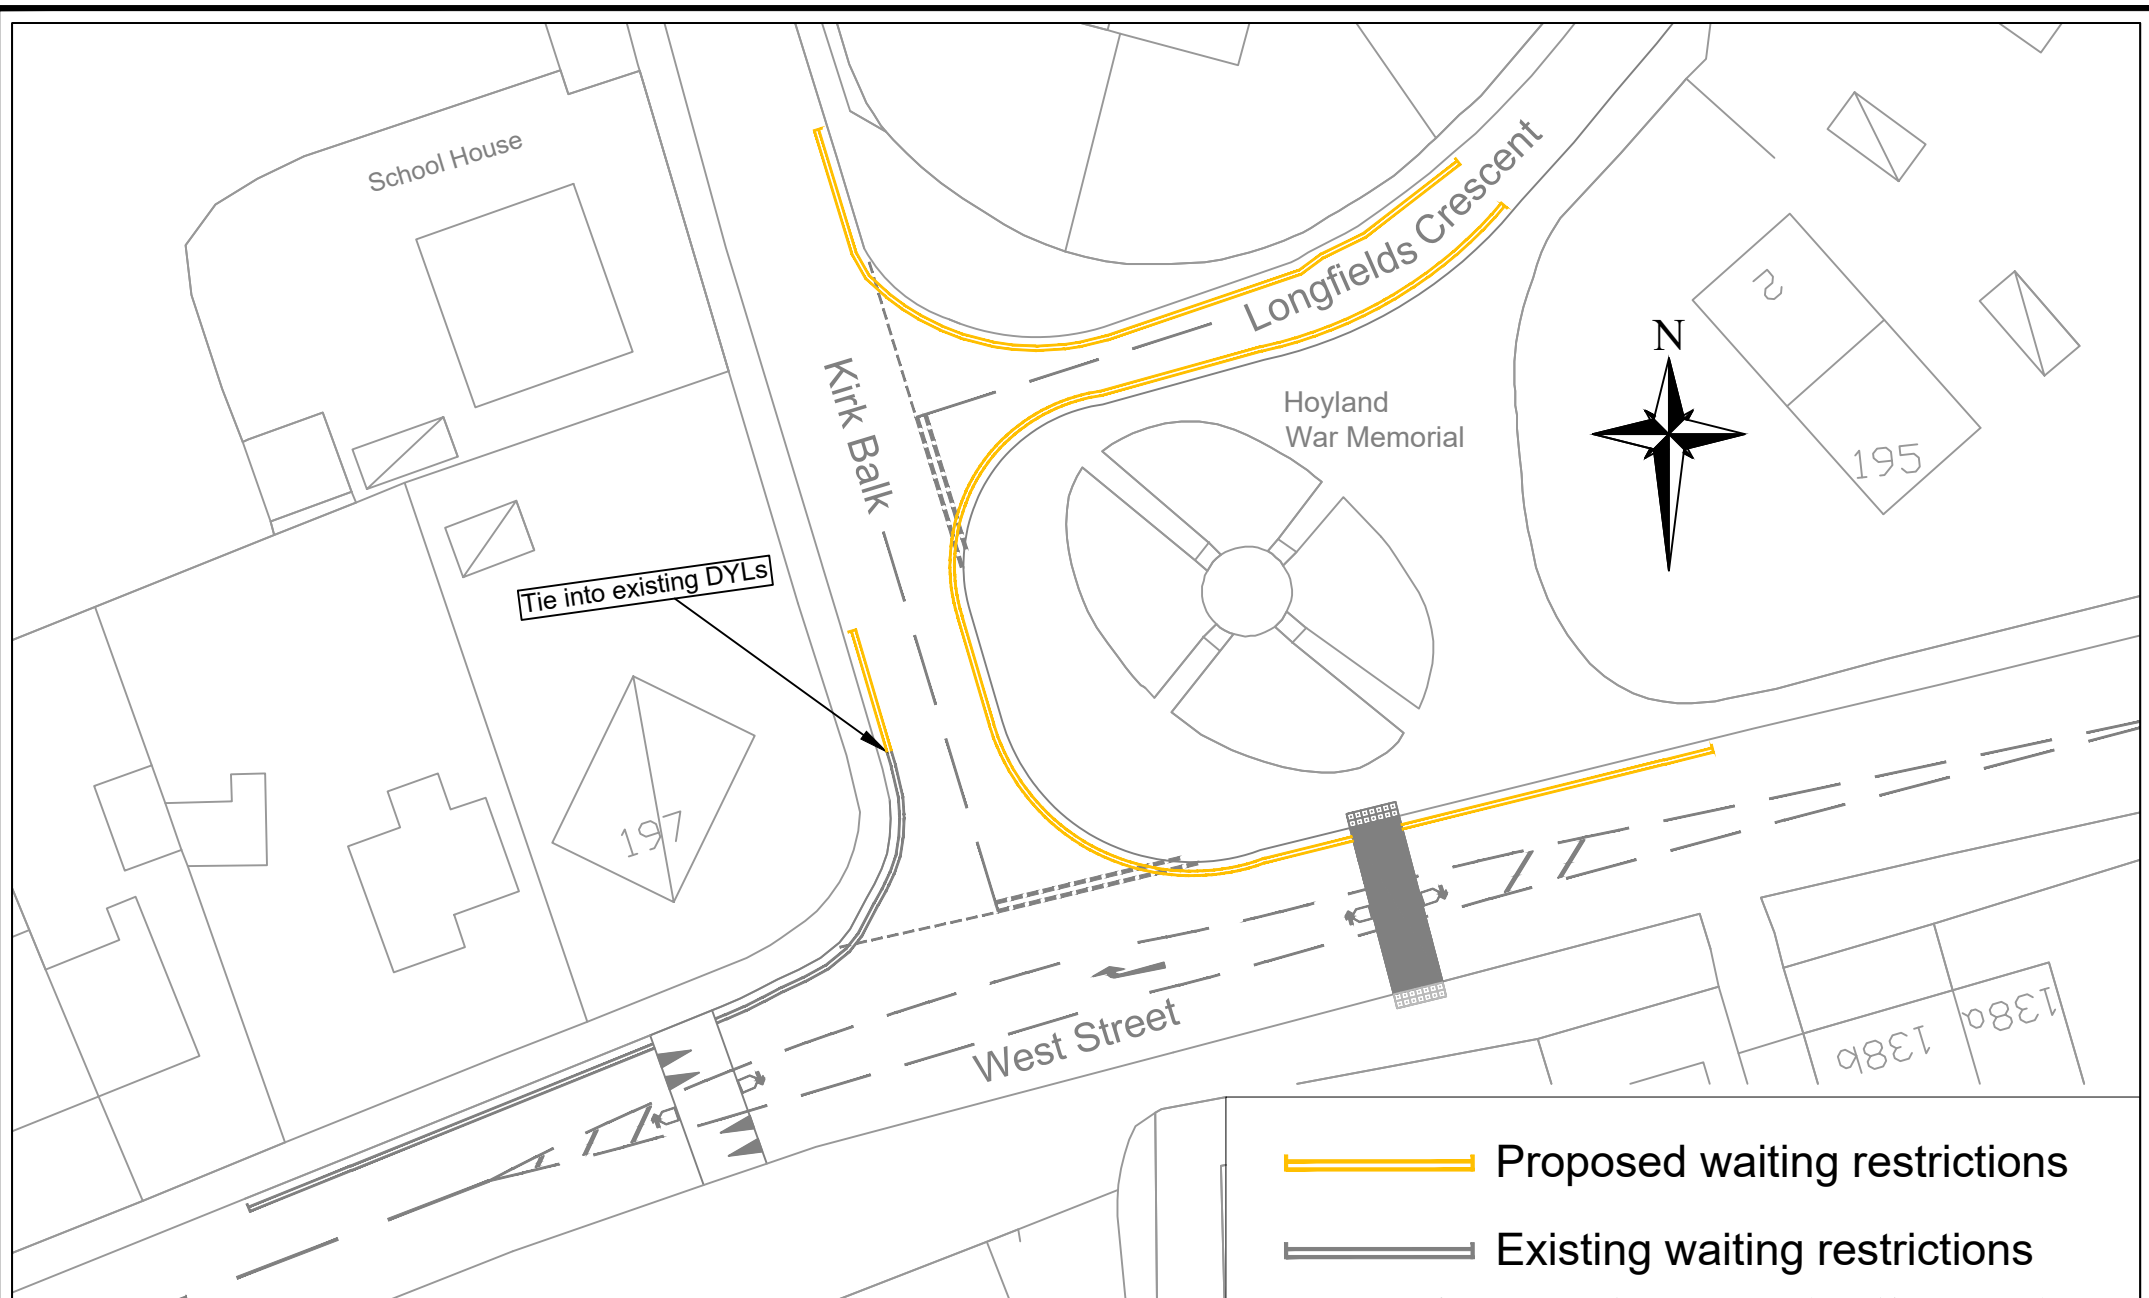 School House
Longfields Crescent
Kirk Balk
N
2
195
Hoyland
War Memorial
Tie into existing DYLs
197
West Street
138b
138a
Proposed waiting restrictions
Existing waiting restrictions